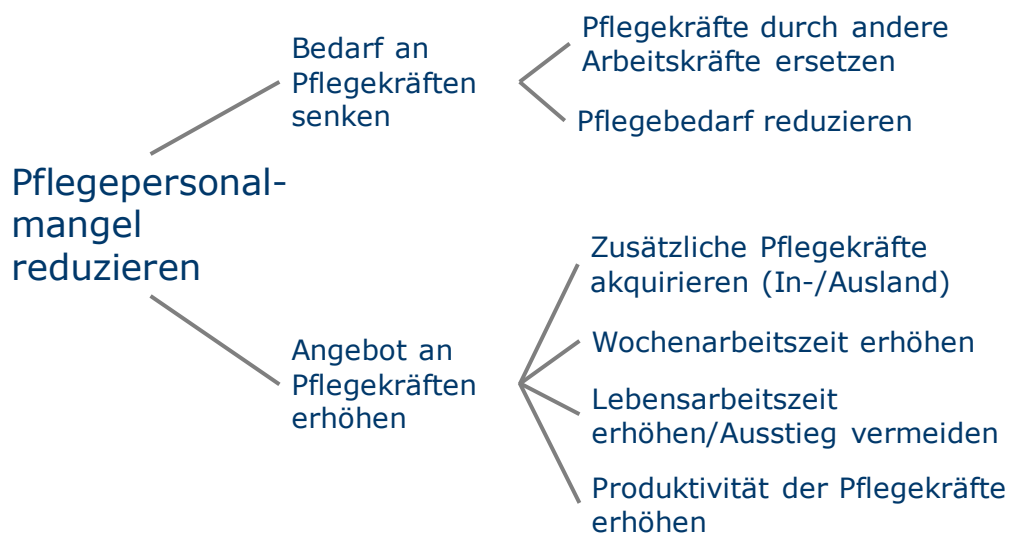 Pflegepersonal-
mangel
reduzieren
Bedarf an
Pflegekräften
senken
Pflegekräfte durch andere
Arbeitskräfte ersetzen
Pflegebedarf reduzieren
Angebot an
Pflegekräften
erhöhen
Zusätzliche Pflegekräfte
akquirieren (In-/Ausland)
Wochenarbeitszeit erhöhen
Lebensarbeitszeit
erhöhen/Ausstieg vermeiden
Produktivität der Pflegekräfte
erhöhen